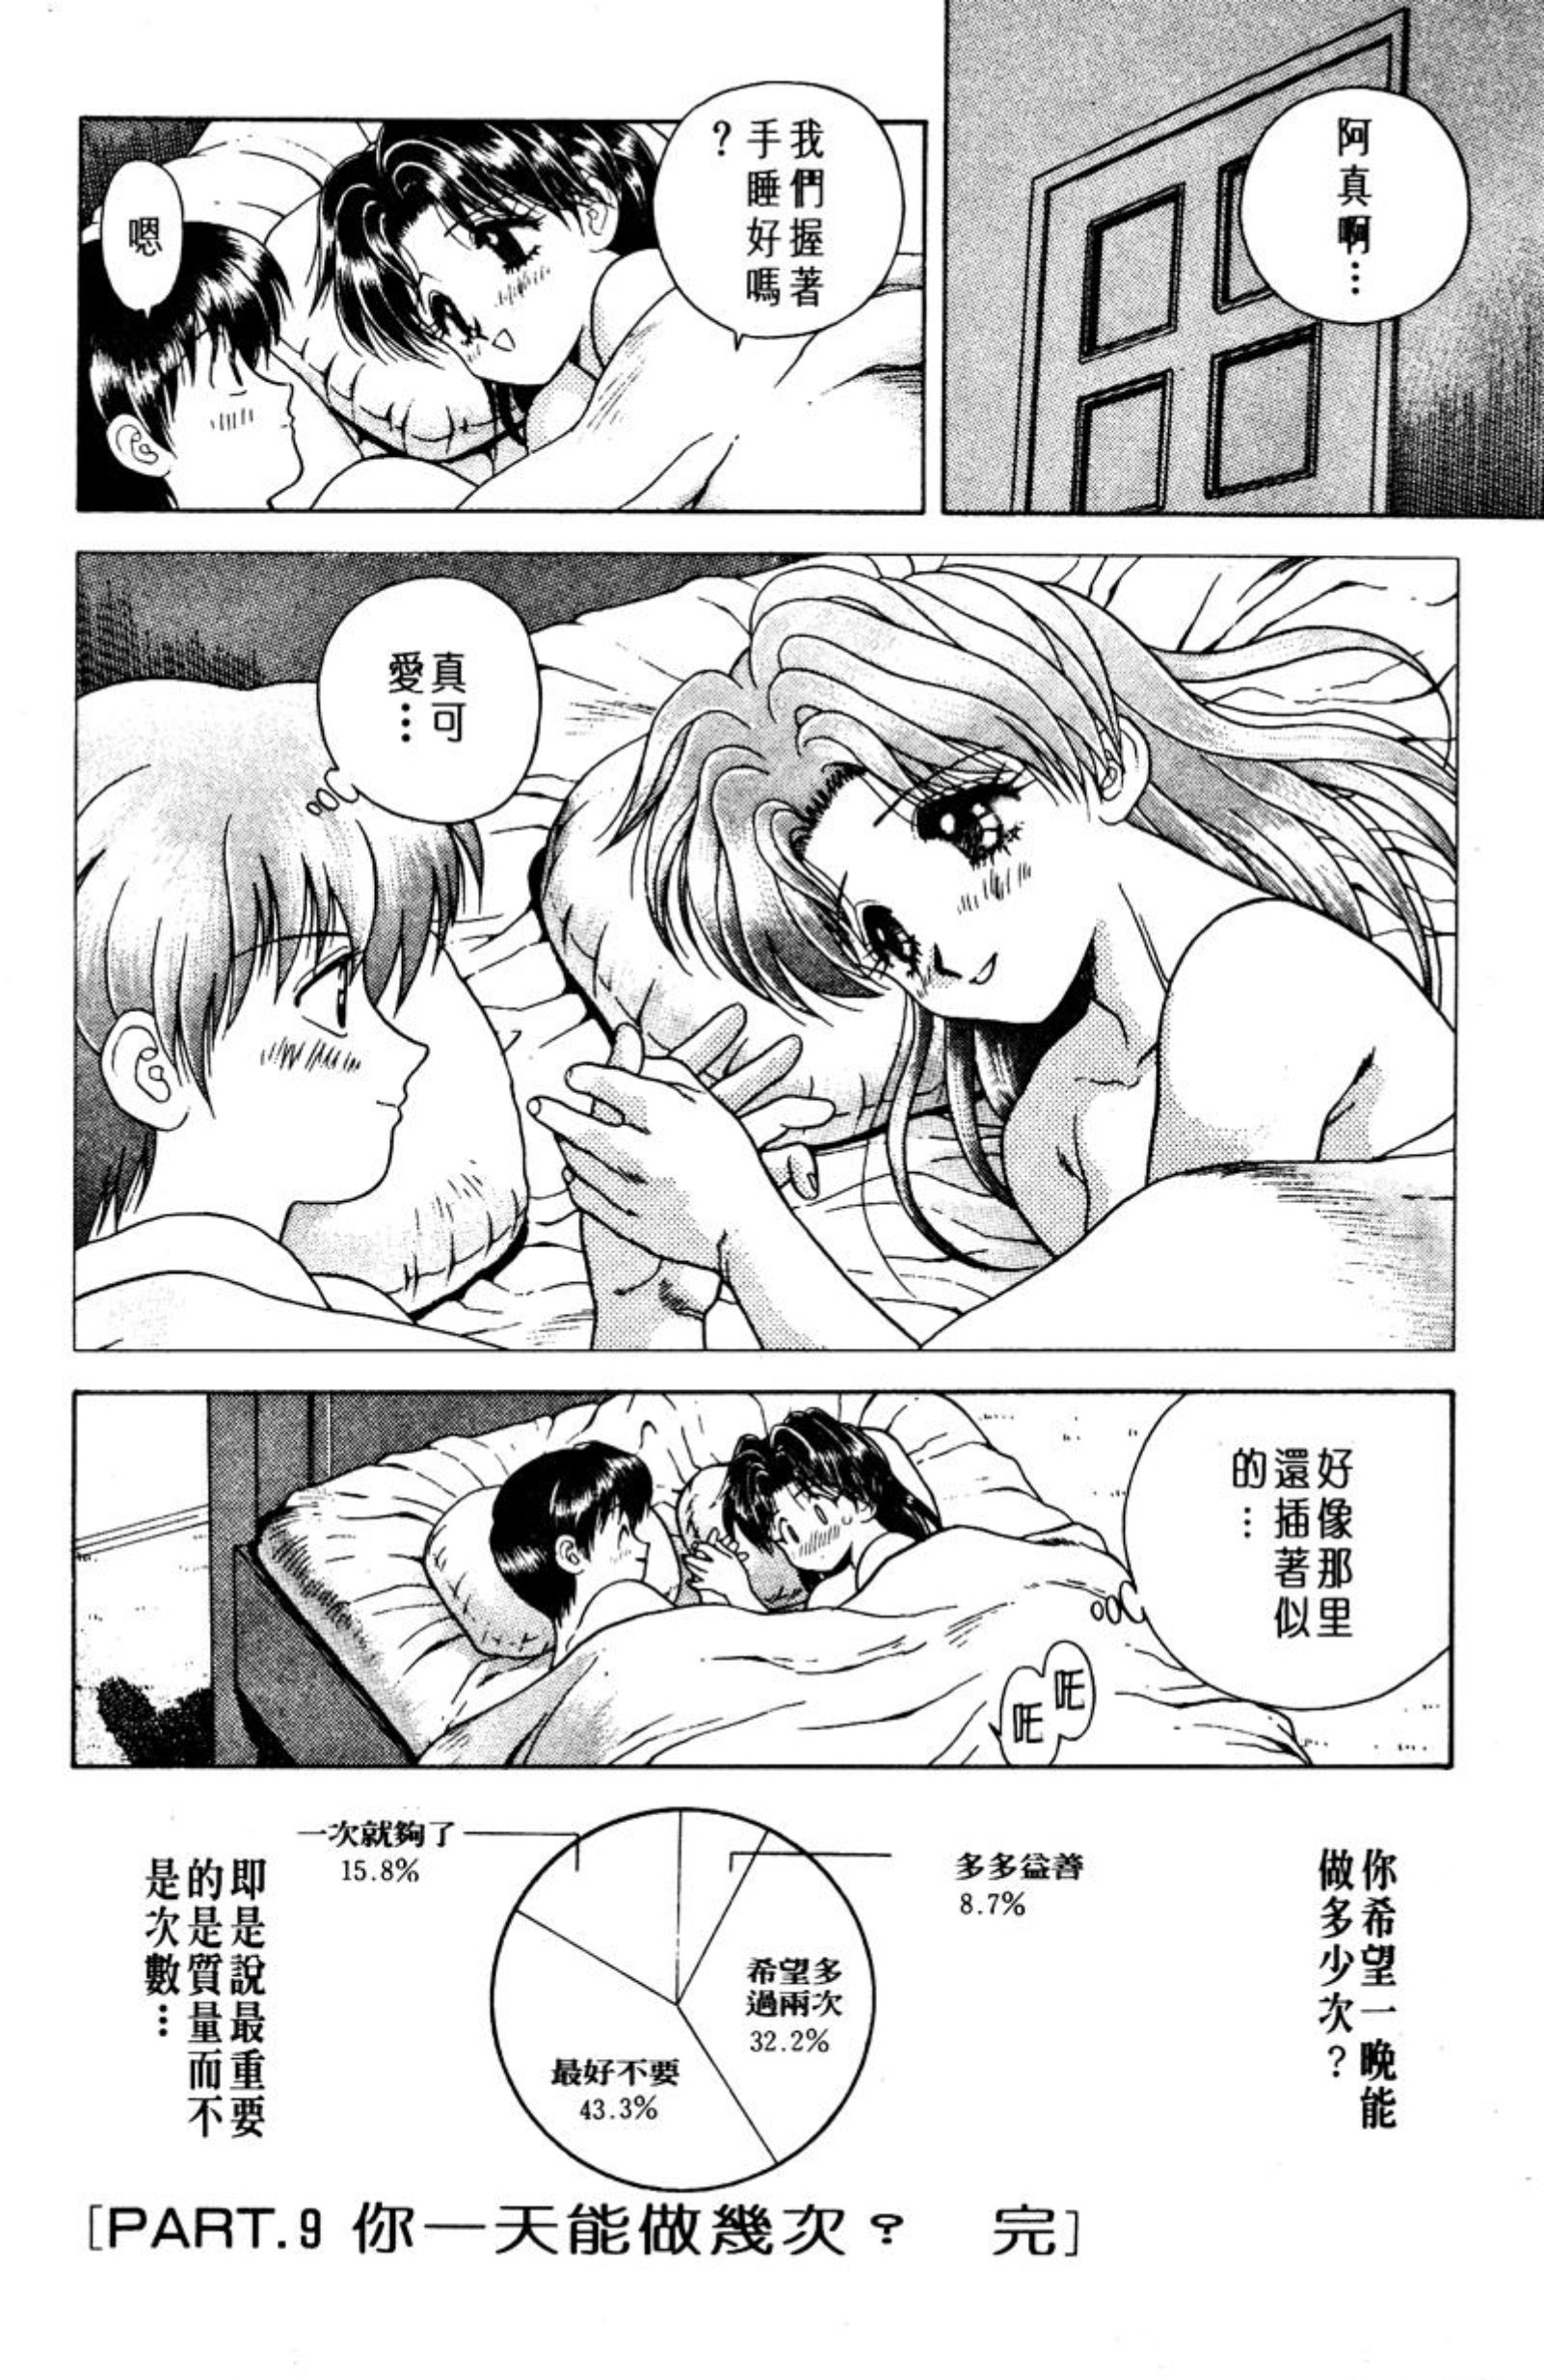 阿真啊…
我們握著
手睡好嗎
？
嗯
真可
愛…
好像那里
還插著似
的…
吒
吒
你希望一晚能
做多少次？
多多益善
8.7%
希望多
過兩次
32.2%
最好不要
43.3%
一次就夠了
15.8%
即是說最重要
的是質量而不
是次數…
[PART.9 你一天能做幾次？ 完]